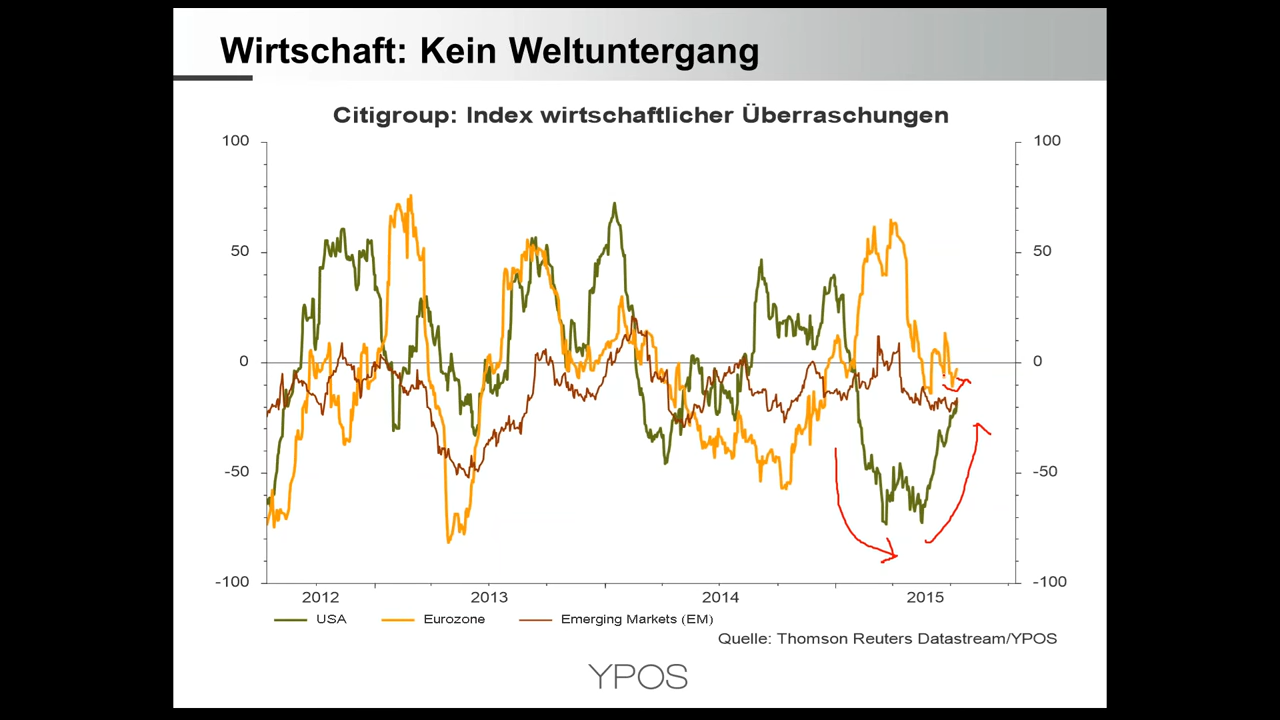 Wirtschaft: Kein Weltuntergang
Citigroup: Index wirtschaftlicher Überraschungen
100 100
50 50
0 0
-50 -50
-100 -100
2012 2013 2014 2015
USA Eurozone Emerging Markets (EM)
Quelle: Thomson Reuters Datastream/YPOS
YPOS